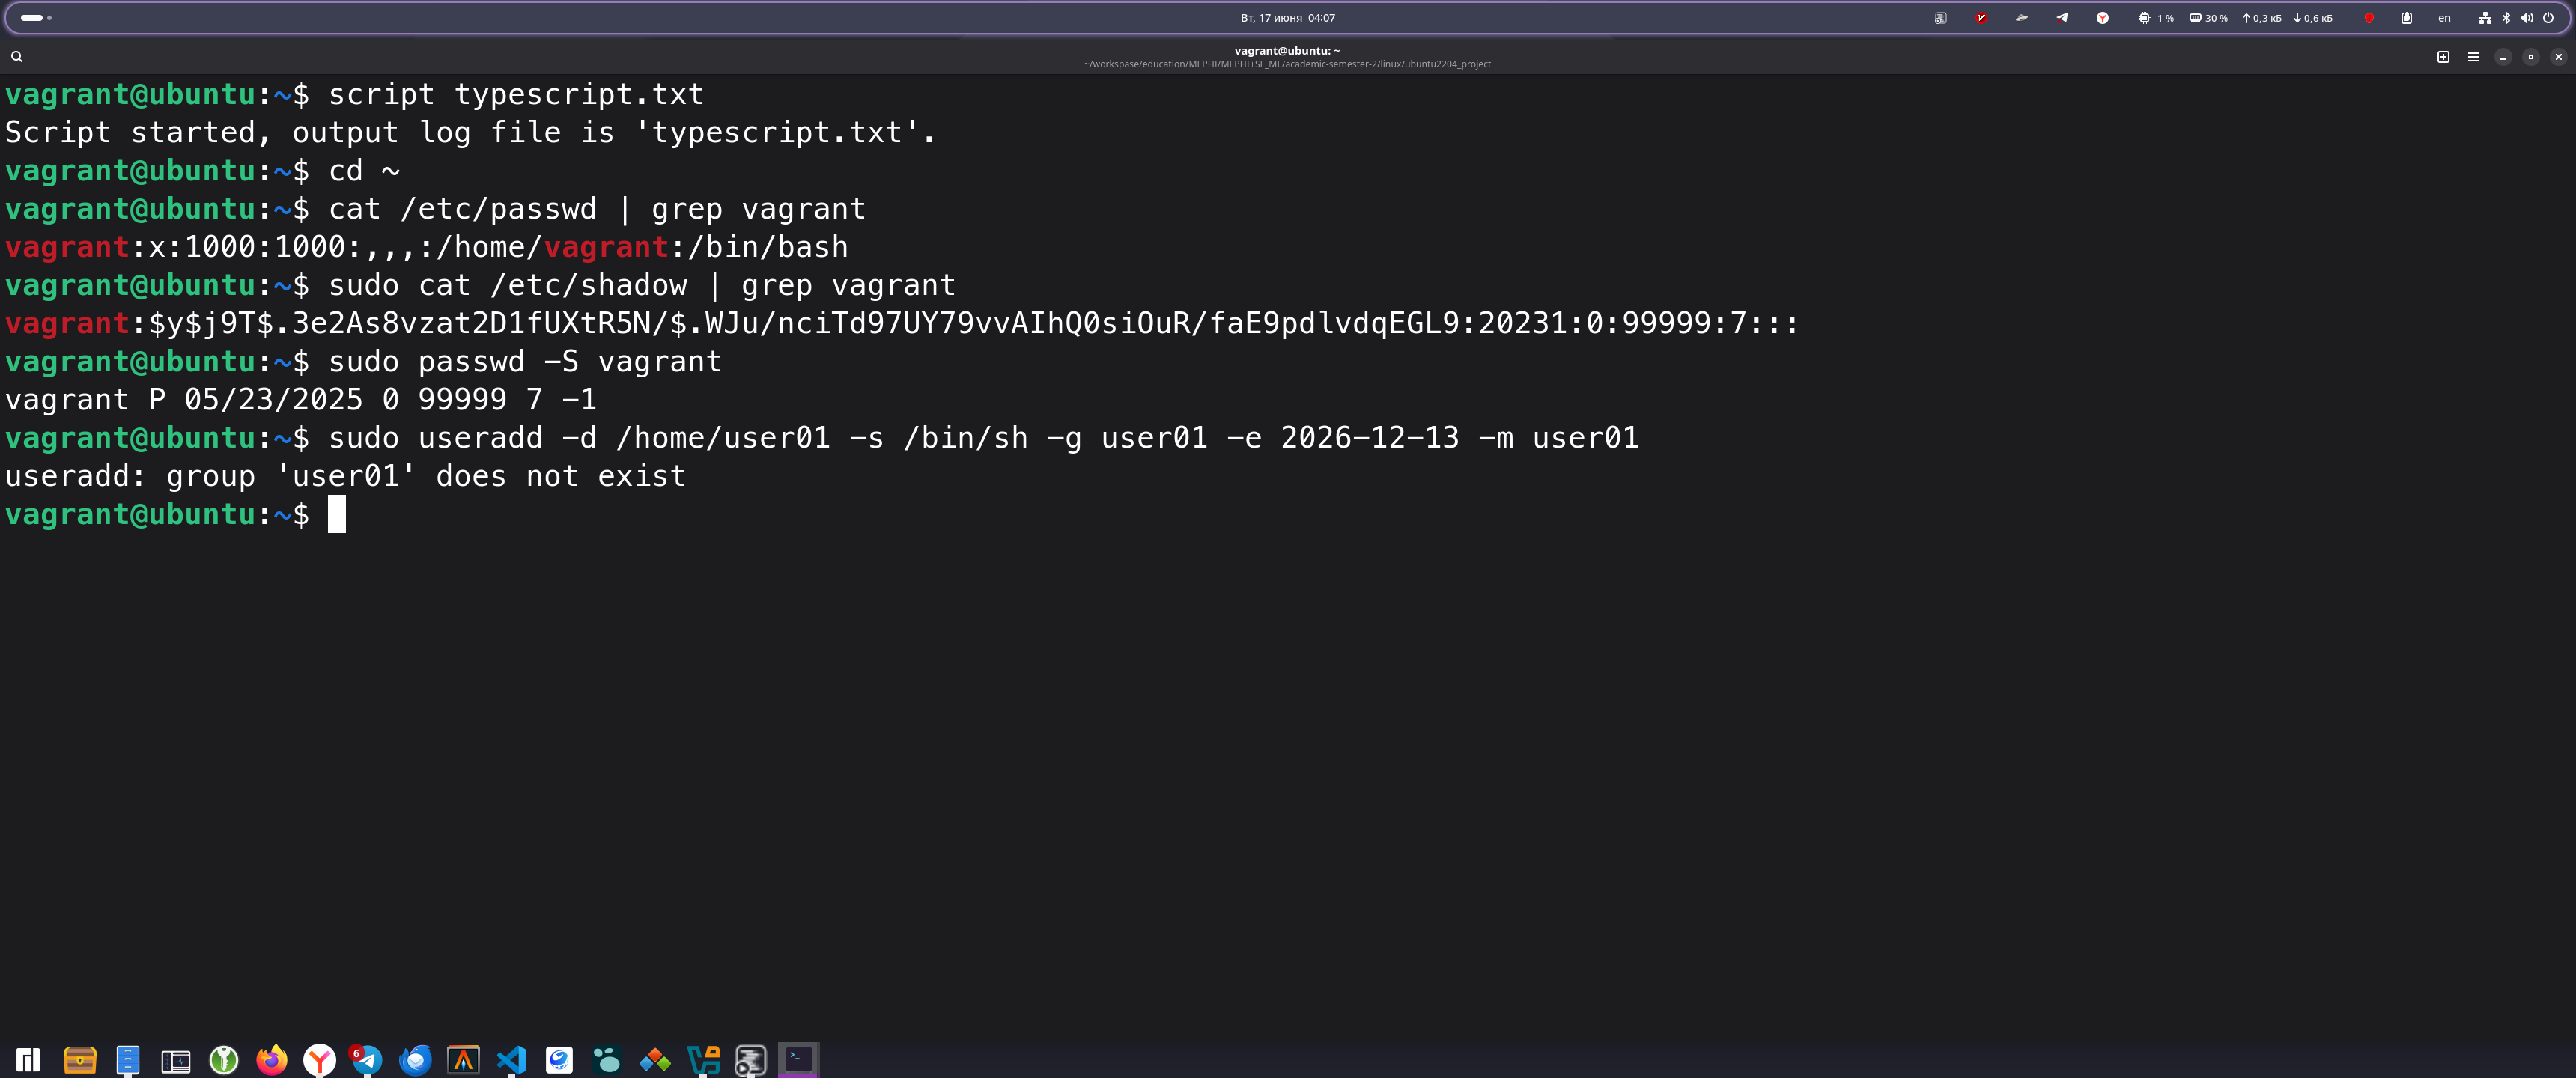 Вт, 17 июня 04:07
1 % 30 % 0,3 кБ 0,6 кБ en
vagrant@ubuntu: ~
~/workspase/education/MEPHI/MEPHI+SF_ML/academic-semester-2/linux/ubuntu2204_project
vagrant@ubuntu:~$ script typescript.txt
Script started, output log file is 'typescript.txt'.
vagrant@ubuntu:~$ cd ~
vagrant@ubuntu:~$ cat /etc/passwd | grep vagrant
vagrant:x:1000:1000:,,,:/home/vagrant:/bin/bash
vagrant@ubuntu:~$ sudo cat /etc/shadow | grep vagrant
vagrant:$y$j9T$.3e2As8vzat2D1fUXtR5N/$.WJu/nciTd97UY79vvAIhQ0siOuR/faE9pdlvdqEGL9:20231:0:99999:7:::
vagrant@ubuntu:~$ sudo passwd -S vagrant
vagrant P 05/23/2025 0 99999 7 -1
vagrant@ubuntu:~$ sudo useradd -d /home/user01 -s /bin/sh -g user01 -e 2026-12-13 -m user01
useradd: group 'user01' does not exist
vagrant@ubuntu:~$
6